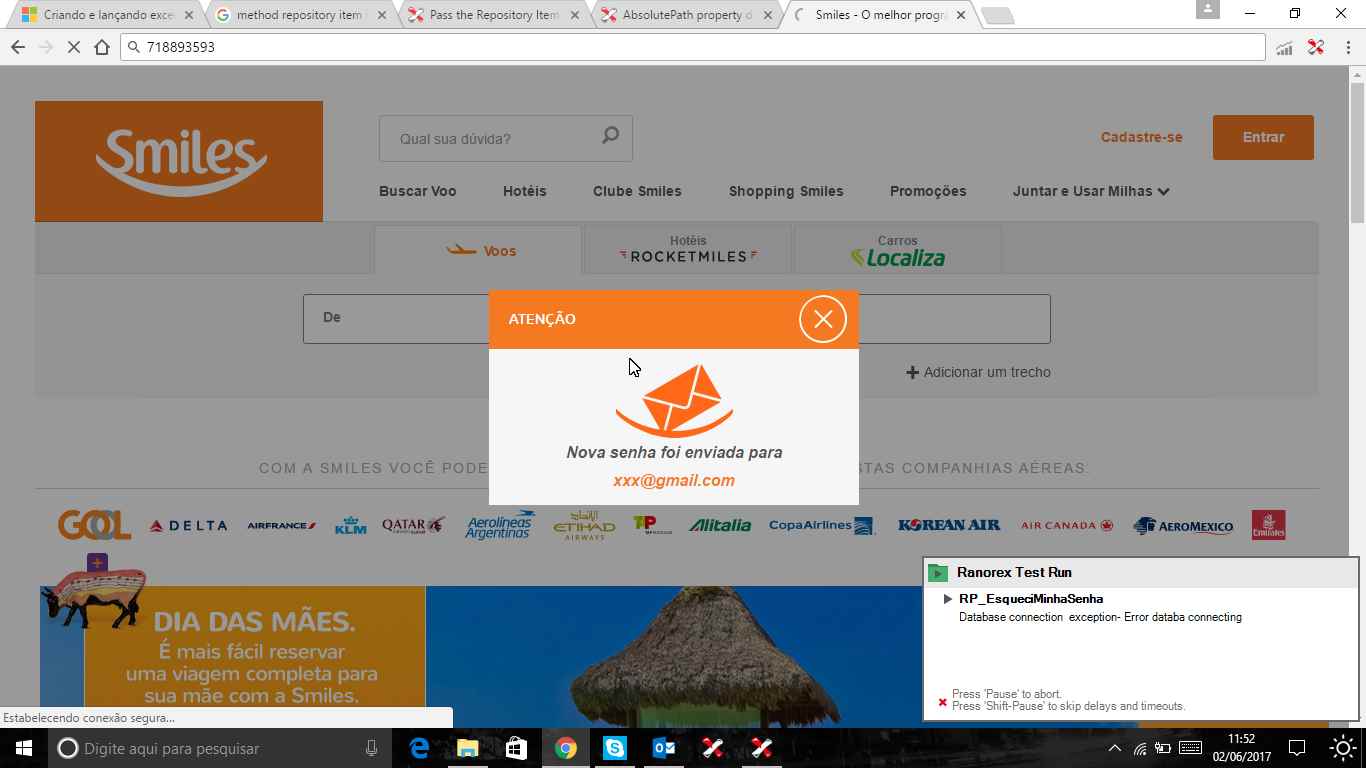 Criando e lançando exce
method repository item
Pass the Repository Item
AbsolutePath property o
Smiles - O melhor progr
718893593
Smiles
Qual sua dúvida?
Cadastre-se
Entrar
Buscar Voo
Hotéis
Clube Smiles
Shopping Smiles
Promoções
Juntar e Usar Milhas
Voos
Hotéis
ROCKETMILES
Carros
Localiza
De
ATENÇÃO
Adicionar um trecho
Nova senha foi enviada para
xxx@gmail.com
COM A SMILES VOCÊ PODE
STAS COMPANHIAS AÉREAS:
GOL
DELTA
AIRFRANCE
KLM
QATAR
Aerolíneas
Argentinas
ETIHAD
AIRWAYS
TAP
Alitalia
CopaAirlines
KOREAN AIR
AIR CANADA
AEROMEXICO
Emirates
Ranorex Test Run
RP_EsqueciMinhaSenha
Database connection exception- Error databa connecting
Press 'Pause' to abort.
Press 'Shift-Pause' to skip delays and timeouts.
DIA DAS MÃES.
É mais fácil reservar
uma viagem completa para
sua mãe com a Smiles.
Estabelecendo conexão segura...
Digite aqui para pesquisar
11:52
02/06/2017